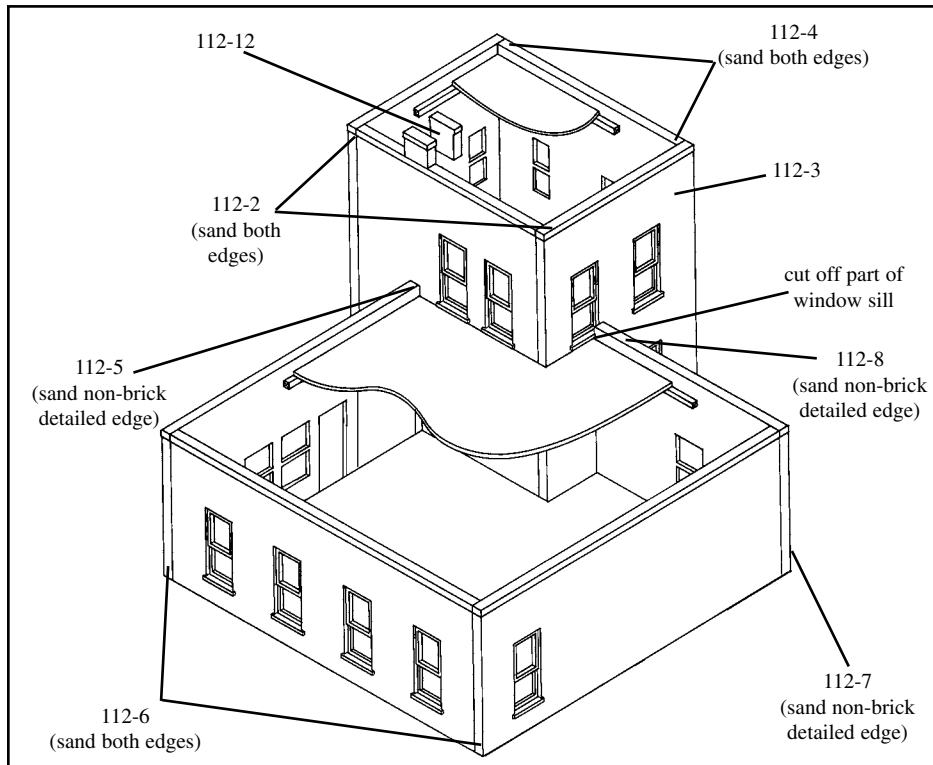 112-12
112-4
(sand both edges)
112-3
112-2
(sand both
edges)
cut off part of
window sill
112-5
(sand non-brick
detailed edge)
112-8
(sand non-brick
detailed edge)
112-6
(sand both edges)
112-7
(sand non-brick
detailed edge)